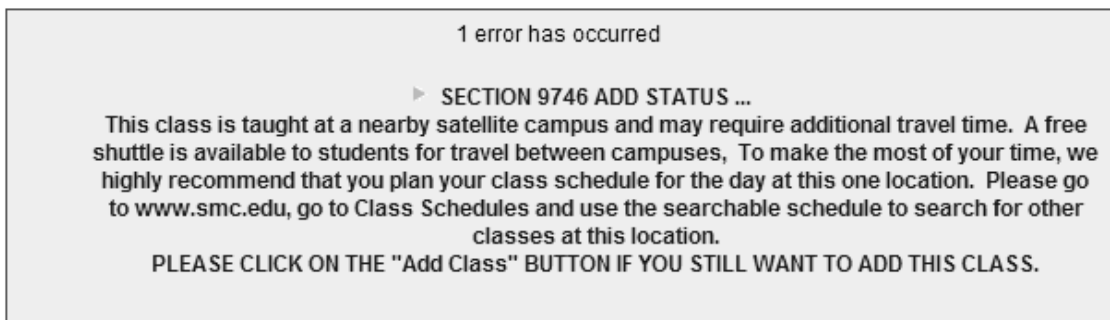 1 error has occurred
SECTION 9746 ADD STATUS ...
This class is taught at a nearby satellite campus and may require additional travel time.  A free
shuttle is available to students for travel between campuses,  To make the most of your time, we
highly recommend that you plan your class schedule for the day at this one location.  Please go
to www.smc.edu, go to Class Schedules and use the searchable schedule to search for other
classes at this location.
PLEASE CLICK ON THE "Add Class" BUTTON IF YOU STILL WANT TO ADD THIS CLASS.